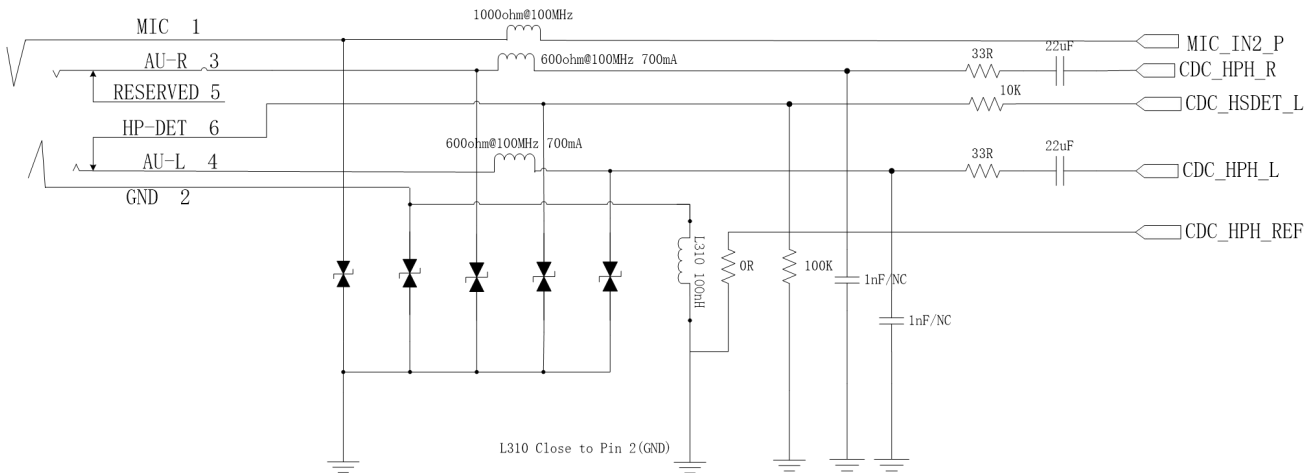 1000ohm@100MHz
MIC 1
MIC_IN2_P
22uF
33R
AU-R 3
600ohm@100MHz 700mA
CDC_HPH_R
RESERVED 5
10K
CDC_HSDET_L
HP-DET 6
600ohm@100MHz 700mA
22uF
33R
AU-L 4
CDC_HPH_L
GND 2
CDC_HPH_REF
L310 100nH
0R
100K
1nF/NC
1nF/NC
L310 Close to Pin 2(GND)